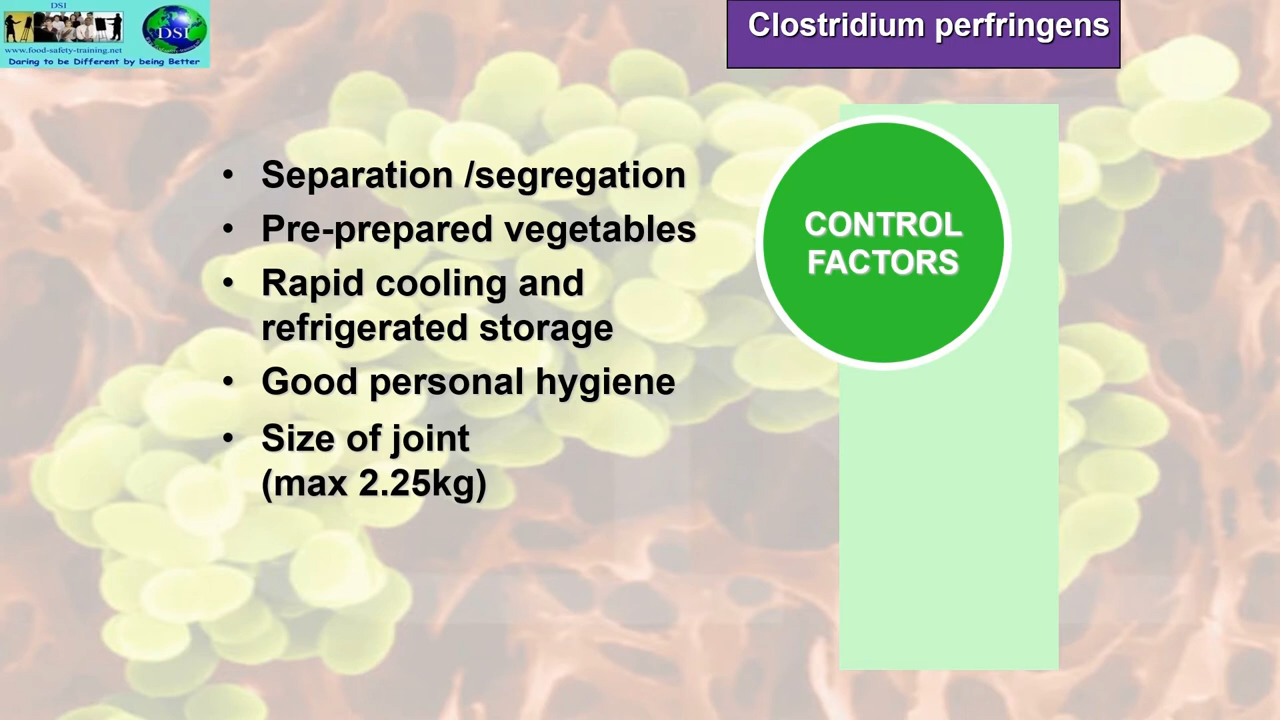 DSI
DSI
www.food-safety-training.net
Daring to be Different by being Better
Clostridium perfringens
• Separation /segregation
• Pre-prepared vegetables
• Rapid cooling and
refrigerated storage
• Good personal hygiene
• Size of joint
(max 2.25kg)
CONTROL
FACTORS